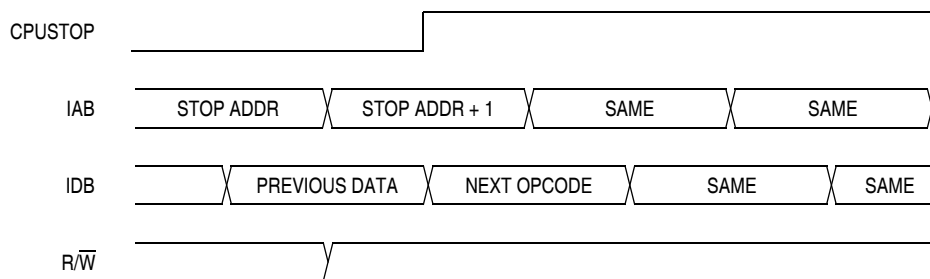 CPUSTOP
IAB STOP ADDR STOP ADDR + 1 SAME SAME
IDB PREVIOUS DATA NEXT OPCODE SAME SAME
R/W̅